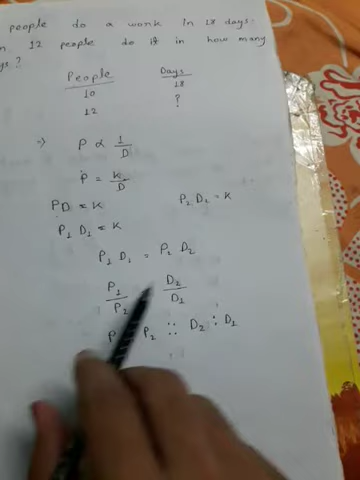 people do a work in 18 days.
12 people do it in how many
?
People Days
10 18
12 ?
=> P ∝ 1/D
P = K/D
PD = K P2 D2 = K
P1 D1 = K
P1 D1 = P2 D2
P1/P2 D2/D1
P P2 :: D2 : D1